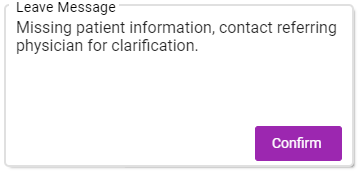 Leave Message
Missing patient information, contact referring
physician for clarification.
Confirm